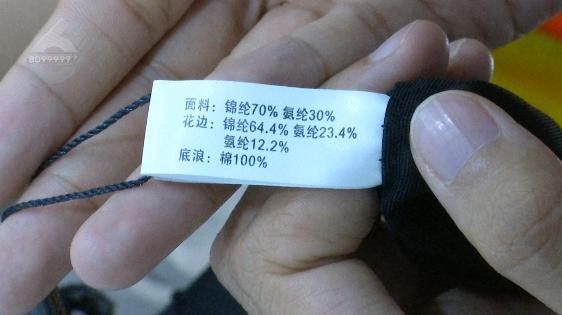 BD99999
面料：锦纶70% 氨纶30%
花边：锦纶64.4% 氨纶23.4%
氨纶12.2%
底浪：棉100%